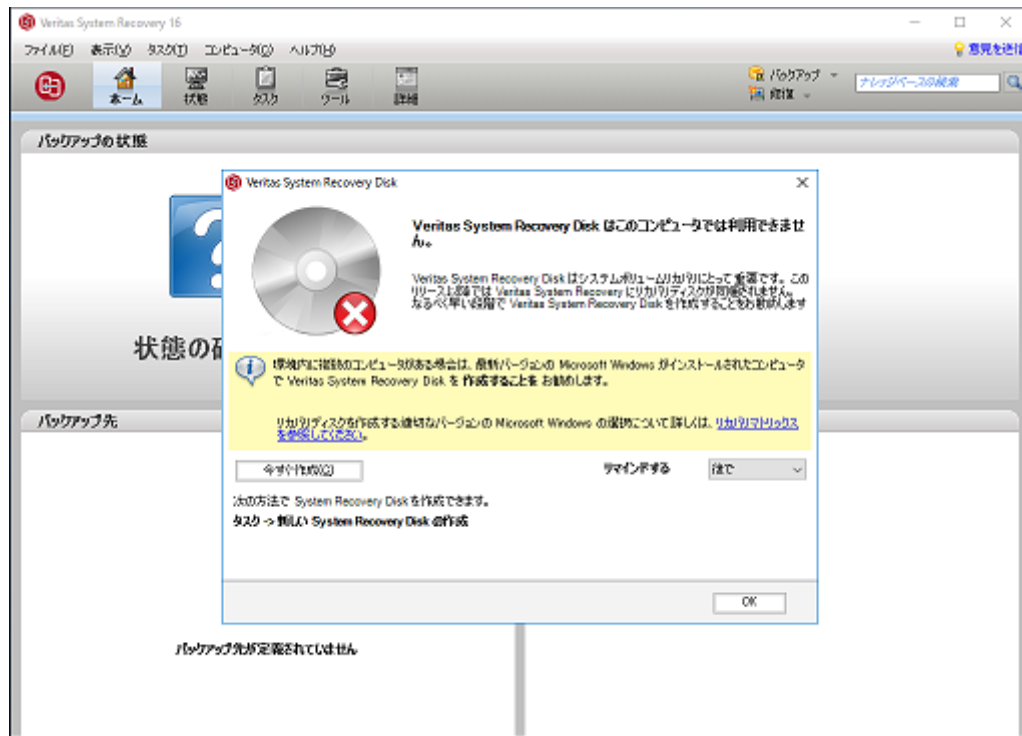 Veritas System Recovery 16
ファイル(F) 表示(V) タスク(T) コンピュータ(C) ヘルプ(H)
意見を送信
バックアップ
修復
ナレッジベースの検索
ホーム 状態 タスク ツール 詳細
バックアップの状態
状態の
Veritas System Recovery Disk
Veritas System Recovery Disk はこのコンピュータでは利用できませ
ん。
Veritas System Recovery Disk はシステムボリュームリカバリにとって重要です。この
リリース以降では Veritas System Recovery にリカバリディスクが同梱されません。
なるべく早い段階で Veritas System Recovery Disk を作成することをお勧めします
環境内に複数のコンピュータがある場合は、最新バージョンの Microsoft Windows がインストールされたコンピュータ
で Veritas System Recovery Disk を 作成することを お勧めします。
リカバリディスクを作成する適切なバージョンの Microsoft Windows の選択について詳しくは、リカバリマトリックス
を参照してください。
今すぐ作成(C) リマインドする 後で
次の方法で System Recovery Disk を作成できます。
タスク -> 新しい System Recovery Disk の作成
OK
バックアップ先
バックアップ先が定義されていません